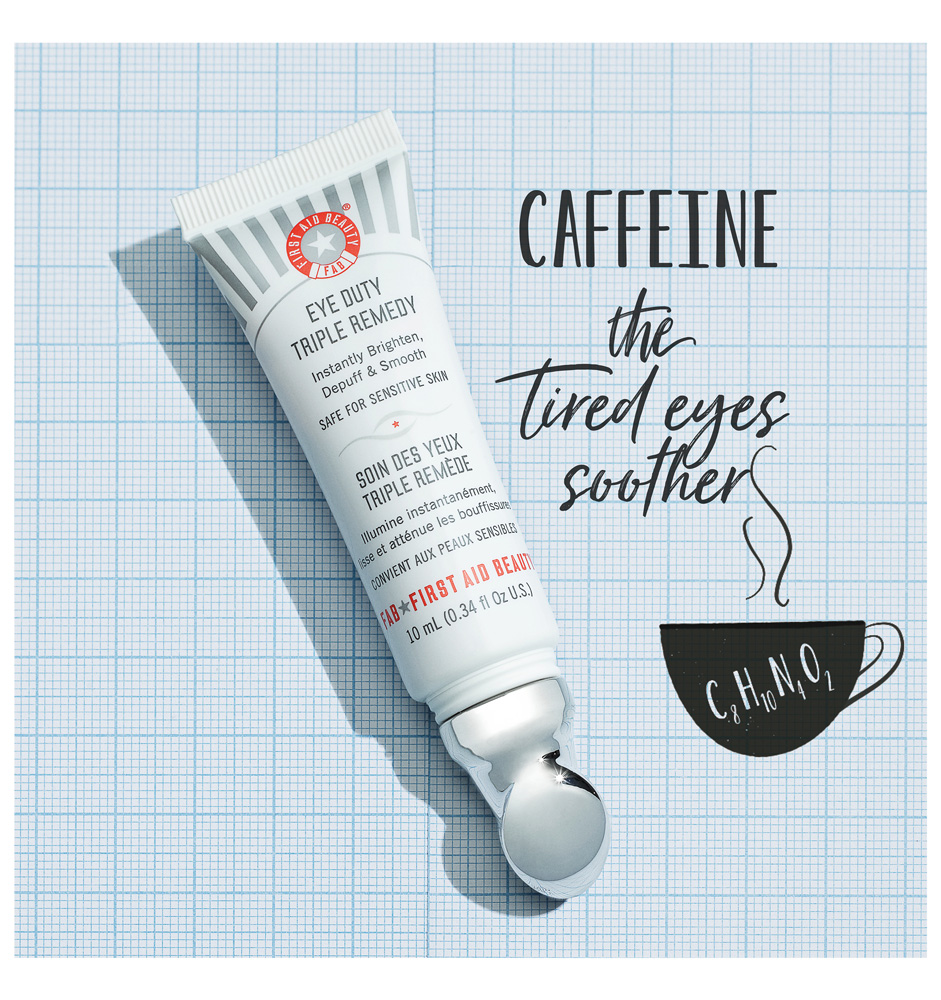 FIRST AID BEAUTY
®
FAB
EYE DUTY
TRIPLE REMEDY
Instantly Brighten,
Depuff & Smooth
SAFE FOR SENSITIVE SKIN
SOIN DES YEUX
TRIPLE REMÈDE
Illumine instantanément,
lisse et atténue les bouffissures
CONVIENT AUX PEAUX SENSIBLES
FAB★FIRST AID BEAUTY
10 mL (0.34 fl Oz U.S.)
CAFFEINE
the
Tired eyes
soother
C8H10N4O2